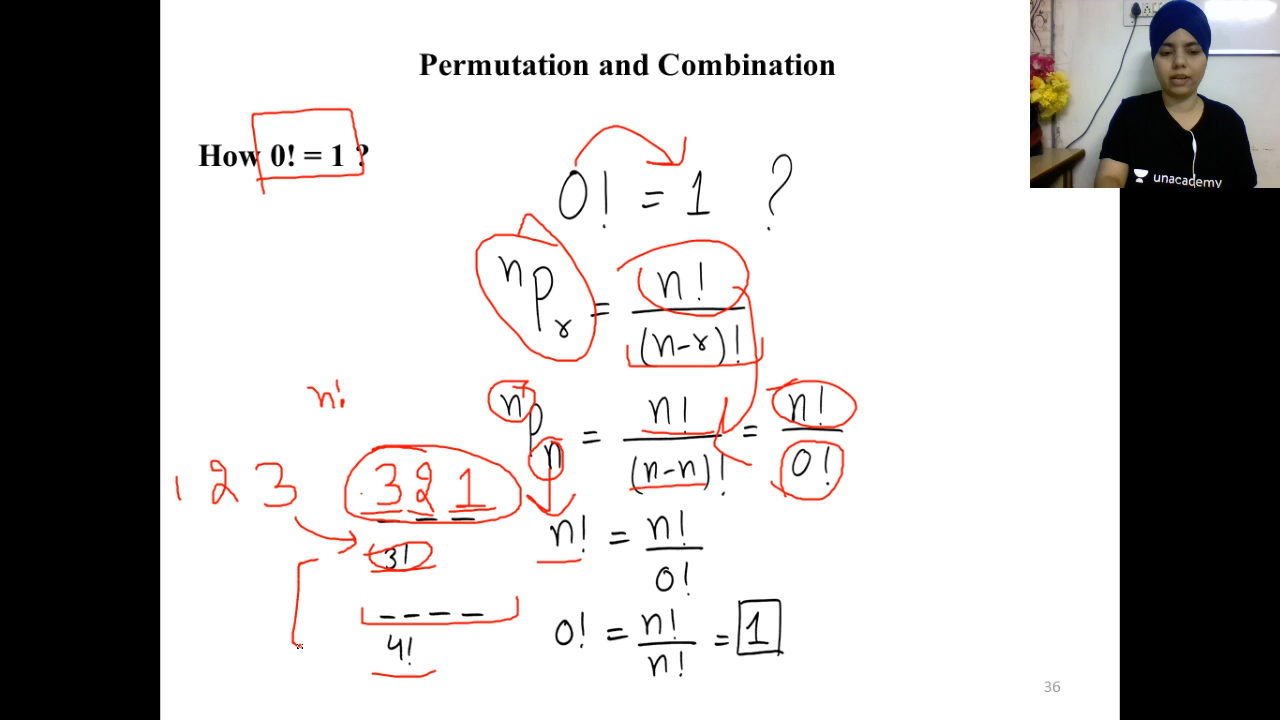 Permutation and Combination
How 0! = 1 ?
0! = 1 ?
nPr = n! / (n-r)!
nPn = n! / (n-n)! = n! / 0!
n!
1 2 3
3 2 1
3!
n! = n! / 0!
_ _ _ _
4!
0! = n! / n! = 1
36
unacademy